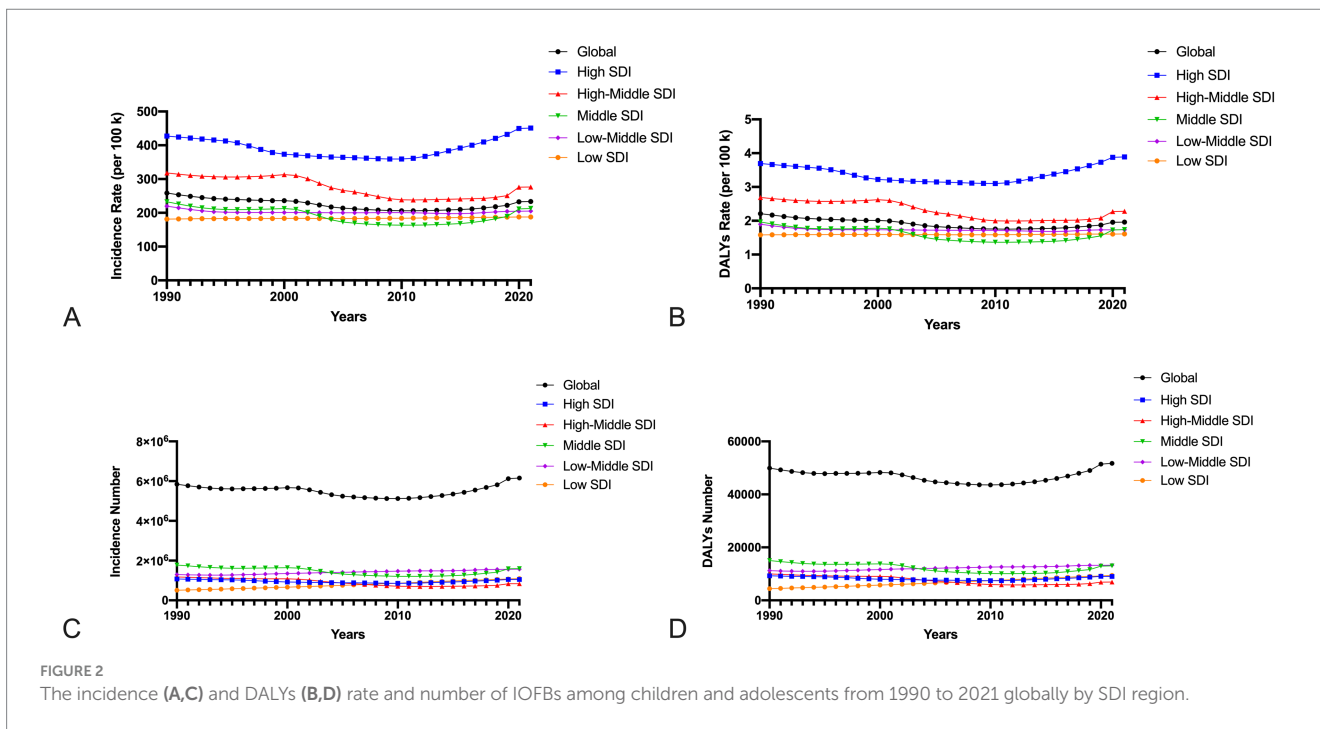 Global
High SDI
High-Middle SDI
Middle SDI
Low-Middle SDI
Low SDI
Incidence Rate (per 100 k)
500
400
300
200
100
0
1990
2000
2010
2020
Years
A
Global
High SDI
High-Middle SDI
Middle SDI
Low-Middle SDI
Low SDI
DALYs Rate (per 100 k)
5
4
3
2
1
0
1990
2000
2010
2020
Years
B
Global
High SDI
High-Middle SDI
Middle SDI
Low-Middle SDI
Low SDI
Incidence Number
8×10⁶
6×10⁶
4×10⁶
2×10⁶
0
1990
2000
2010
2020
Years
C
Global
High SDI
High-Middle SDI
Middle SDI
Low-Middle SDI
Low SDI
DALYs Number
60000
40000
20000
0
1990
2000
2010
2020
Years
D
FIGURE 2
The incidence (A,C) and DALYs (B,D) rate and number of IOFBs among children and adolescents from 1990 to 2021 globally by SDI region.